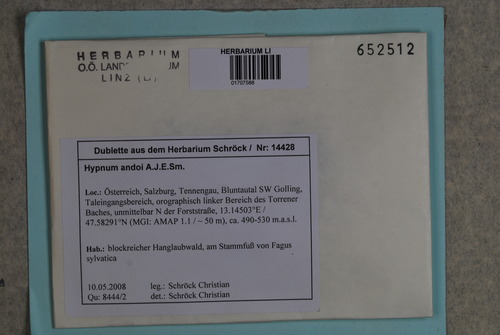 HERBARIUM
O.Ö. LAND UM
LINZ (L)
HERBARIUM LI
01707588
652512
Dublette aus dem Herbarium Schröck / Nr: 14428
Hypnum andoi A.J.E.Sm.
Loc.: Österreich, Salzburg, Tennengau, Bluntautal SW Golling,
Taleingangsbereich, orographisch linker Bereich des Torrener
Baches, unmittelbar N der Forststraße, 13.14503°E /
47.58291°N (MGI: AMAP 1.1 / ~ 50 m), ca. 490-530 m.a.s.l.
Hab.: blockreicher Hanglaubwald, am Stammfuß von Fagus
sylvatica
10.05.2008 leg.: Schröck Christian
Qu: 8444/2 det.: Schröck Christian